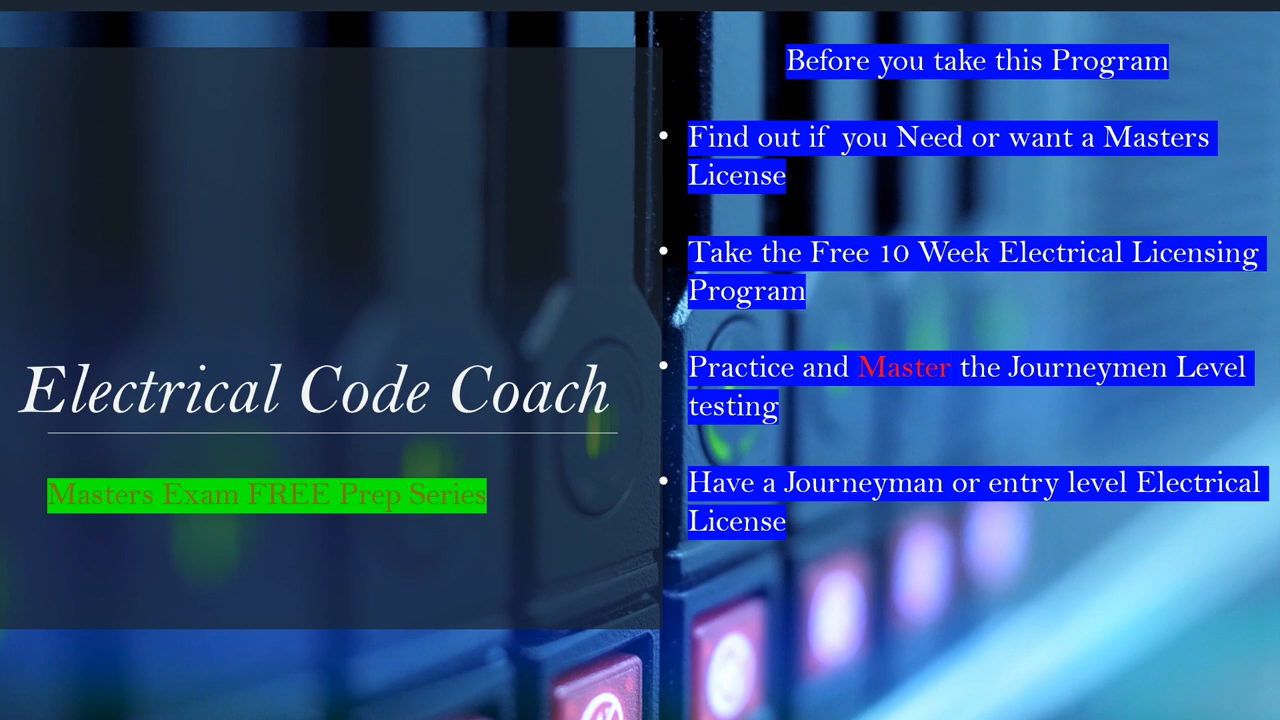 Electrical Code Coach
Masters Exam FREE Prep Series
Before you take this Program
• Find out if  you Need or want a Masters
License
• Take the Free 10 Week Electrical Licensing
Program
• Practice and Master the Journeymen Level
testing
• Have a Journeyman or entry level Electrical
License